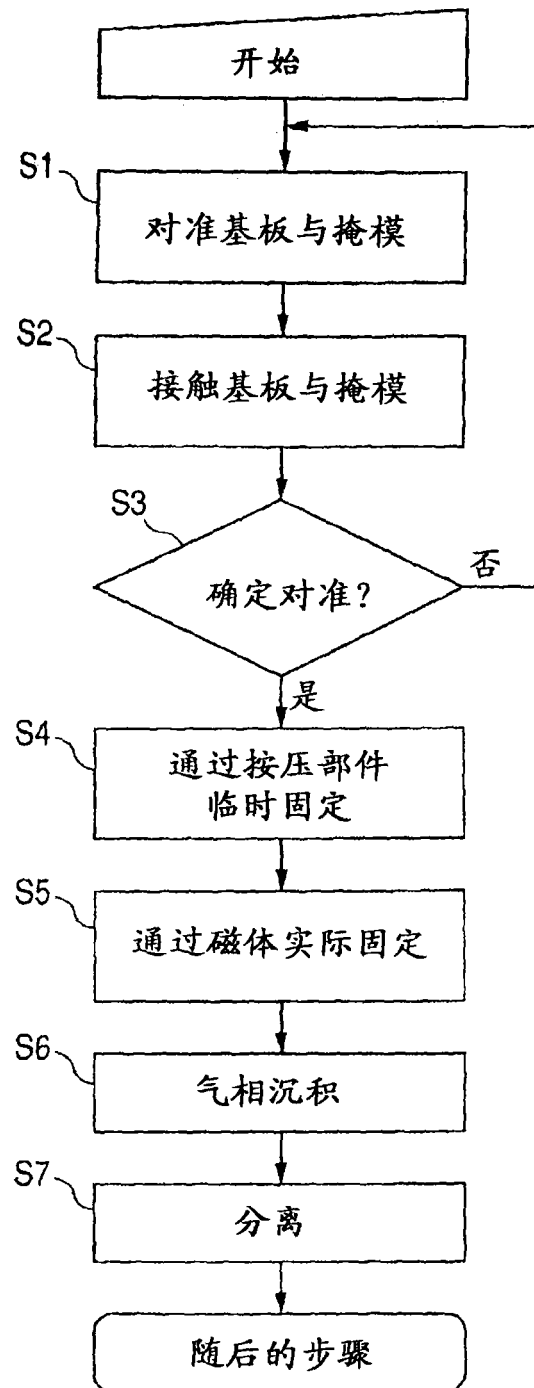 开始
S1
对准基板与掩模
S2
接触基板与掩模
S3
确定对准?
否
是
S4
通过按压部件
临时固定
S5
通过磁体实际固定
S6
气相沉积
S7
分离
随后的步骤